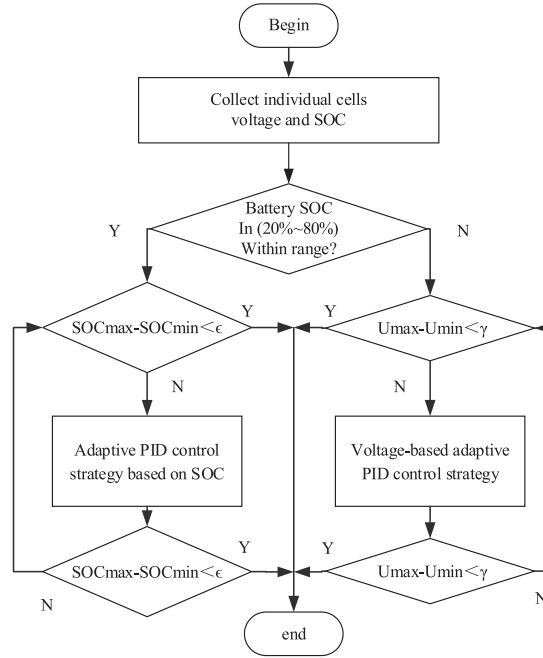 Begin
Collect individual cells
voltage and SOC
Battery SOC
In (20%~80%)
Within range?
Y
N
SOCmax-SOCmin<ϵ
Y
Y
Umax-Umin<γ
N
N
Adaptive PID control
strategy based on SOC
Voltage-based adaptive
PID control strategy
SOCmax-SOCmin<ϵ
Y
Y
Umax-Umin<γ
N
N
end